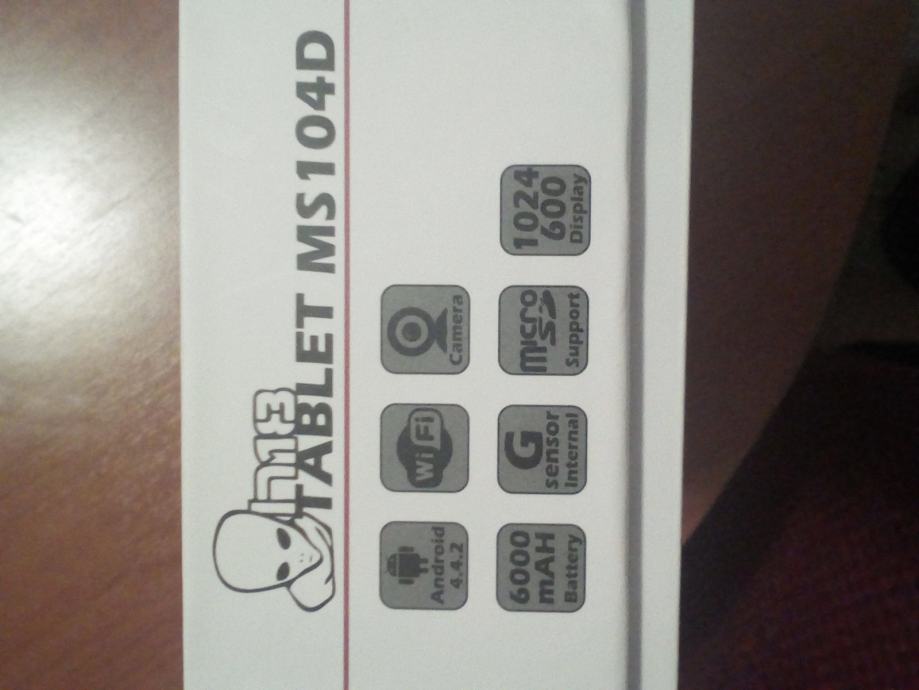 TABLET MS104D
Android
4.4.2
WiFi
Camera
6000
mAH
Battery
G
sensor
Internal
micro
SD
Support
1024
600
Display